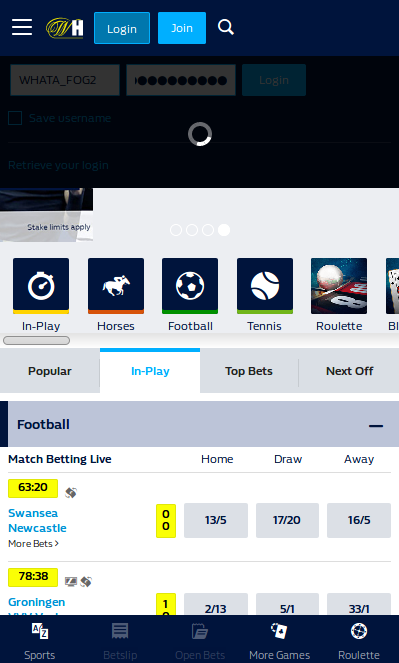 WH
Login
Join
WHATA_FOG2
Login
Save username
Retrieve your login
Stake limits apply
In-Play
Horses
Football
Tennis
Roulette
Popular
In-Play
Top Bets
Next Off
Football
Match Betting Live
Home
Draw
Away
63:20
Swansea
Newcastle
0
0
13/5
17/20
16/5
More Bets >
78:38
Groningen
1
2/13
5/1
33/1
Sports
Betslip
Open Bets
More Games
Roulette